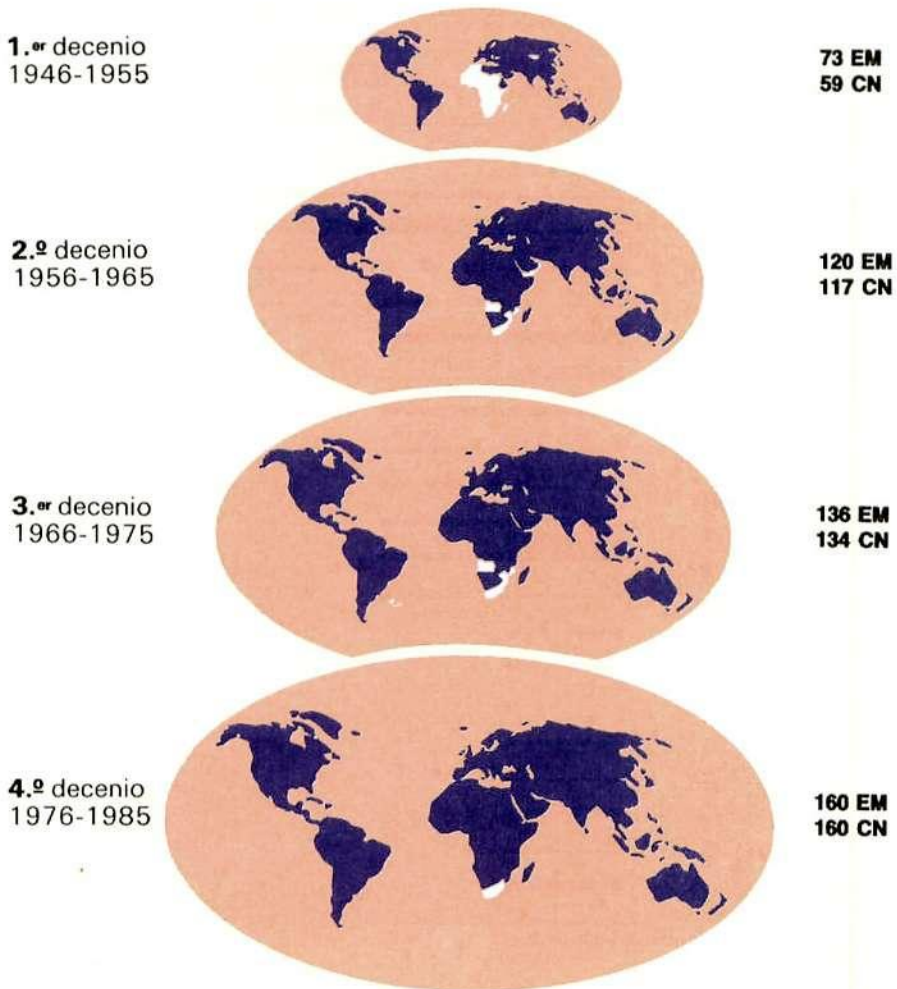 1.er decenio
1946-1955
73 EM
59 CN
2.º decenio
1956-1965
120 EM
117 CN
3.er decenio
1966-1975
136 EM
134 CN
4.º decenio
1976-1985
160 EM
160 CN